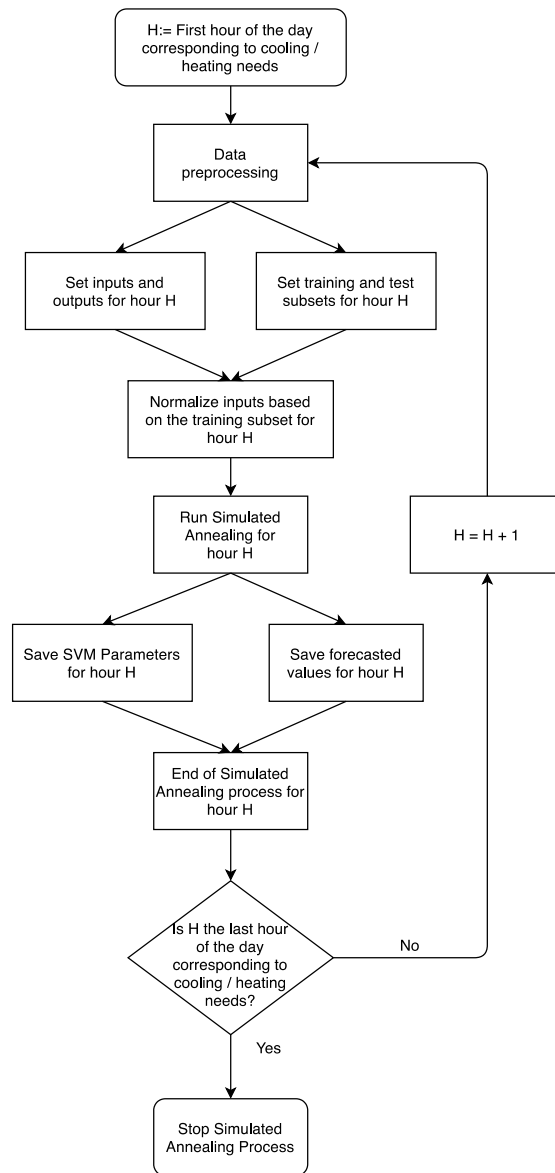 H:= First hour of the day
corresponding to cooling /
heating needs
Data
preprocessing
Set inputs and
outputs for hour H
Set training and test
subsets for hour H
Normalize inputs based
on the training subset for
hour H
Run Simulated
Annealing for
hour H
H = H + 1
Save SVM Parameters
for hour H
Save forecasted
values for hour H
End of Simulated
Annealing process for
hour H
Is H the last hour
of the day
corresponding to
cooling / heating
needs?
No
Yes
Stop Simulated
Annealing Process